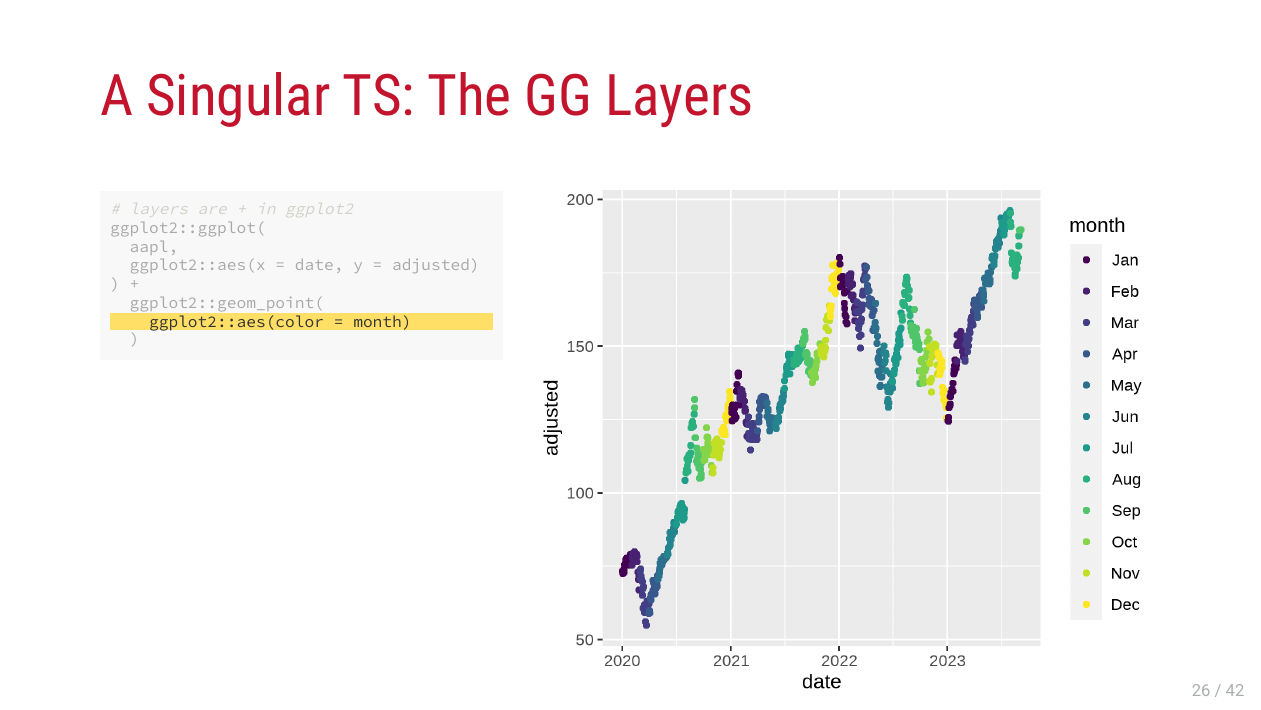 A Singular TS: The GG Layers
# layers are + in ggplot2
ggplot2::ggplot(
  aapl,
  ggplot2::aes(x = date, y = adjusted)
) +
  ggplot2::geom_point(
    ggplot2::aes(color = month)
  )
200
150
100
50
adjusted
2020 2021 2022 2023
date
month
Jan
Feb
Mar
Apr
May
Jun
Jul
Aug
Sep
Oct
Nov
Dec
26 / 42